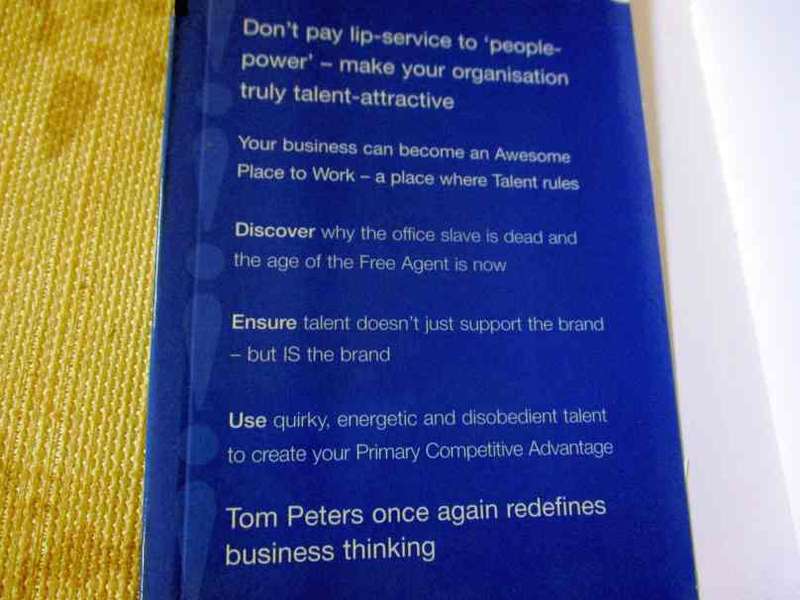 Don't pay lip-service to 'people-
power' – make your organisation
truly talent-attractive
Your business can become an Awesome
Place to Work – a place where Talent rules
Discover why the office slave is dead and
the age of the Free Agent is now
Ensure talent doesn't just support the brand
– but IS the brand
Use quirky, energetic and disobedient talent
to create your Primary Competitive Advantage
Tom Peters once again redefines
business thinking